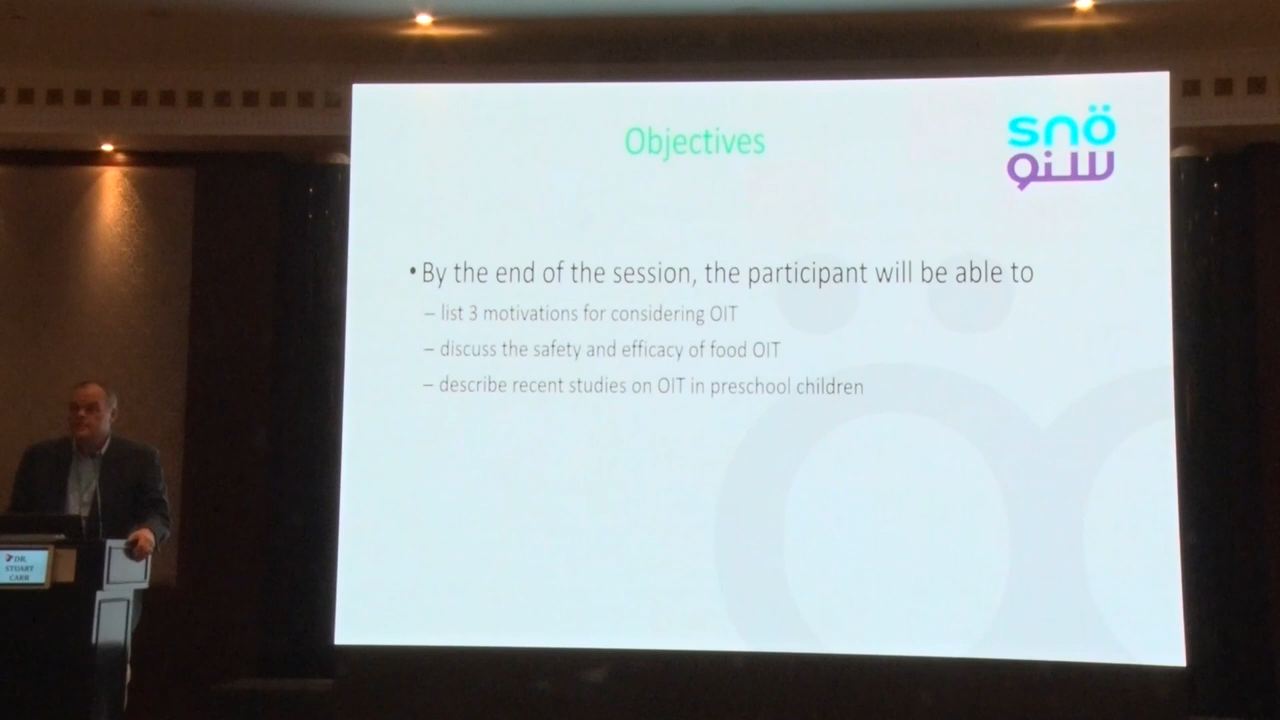 Objectives
snö
سنو
• By the end of the session, the participant will be able to
– list 3 motivations for considering OIT
– discuss the safety and efficacy of food OIT
– describe recent studies on OIT in preschool children
DR.
STUART
CARR